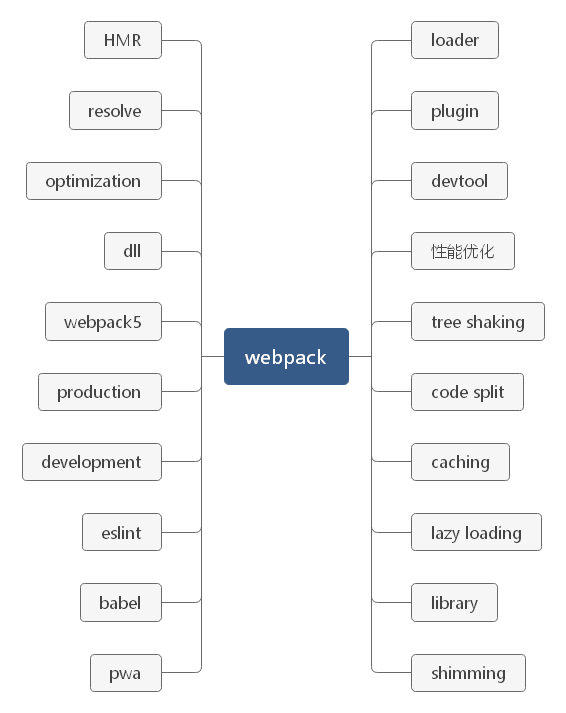 HMR
resolve
optimization
dll
webpack5
production
development
eslint
babel
pwa
webpack
loader
plugin
devtool
性能优化
tree shaking
code split
caching
lazy loading
library
shimming